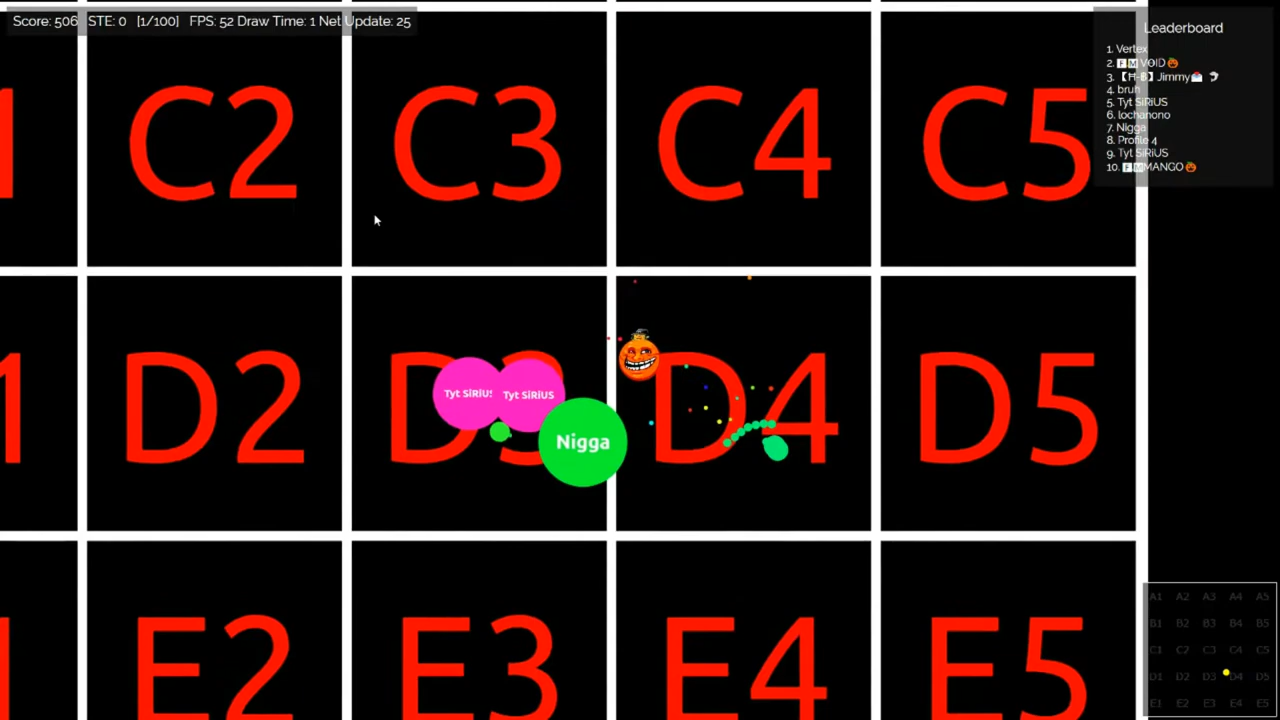 Score: 506 STE: 0 [1/100] FPS: 52 Draw Time: 1 Net Update: 25
Leaderboard
1. Vertex
2. 🄵🄼VOID🎃
3. 【Ħ-B】Jimmy
4. bruh
5. Tyt SiRiUS
6. lochanono
7. Nigga
8. Profile 4
9. Tyt SiRiUS
10. 🄵🄼MANGO🎃
1 C2 C3 C4 C5
1 D2 D3 D4 D5
Tyt SiRiUS Tyt SiRiUS
Nigga
E2 E3 E4 E5
A1 A2 A3 A4 A5
B1 B2 B3 B4 B5
C1 C2 C3 C4 C5
D1 D2 D3 D4 D5
E1 E2 E3 E4 E5